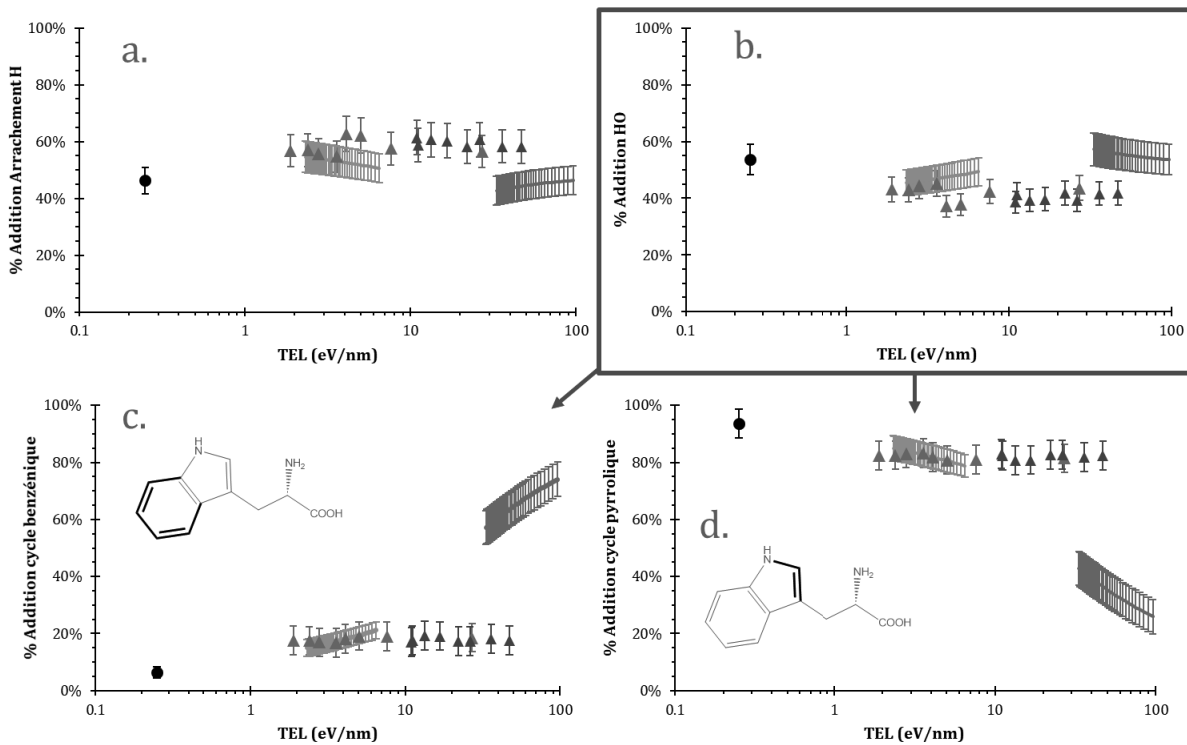 a.
% Addition Arrachement H
100%
80%
60%
40%
20%
0%
0.1 1 10 100
TEL (eV/nm)
b.
% Addition HO
100%
80%
60%
40%
20%
0%
0.1 1 10 100
TEL (eV/nm)
c.
% Addition cycle benzénique
100%
80%
60%
40%
20%
0%
0.1 1 10 100
TEL (eV/nm)
H
N
NH2
COOH
d.
% Addition cycle pyrrolique
100%
80%
60%
40%
20%
0%
0.1 1 10 100
TEL (eV/nm)
H
N
NH2
COOH